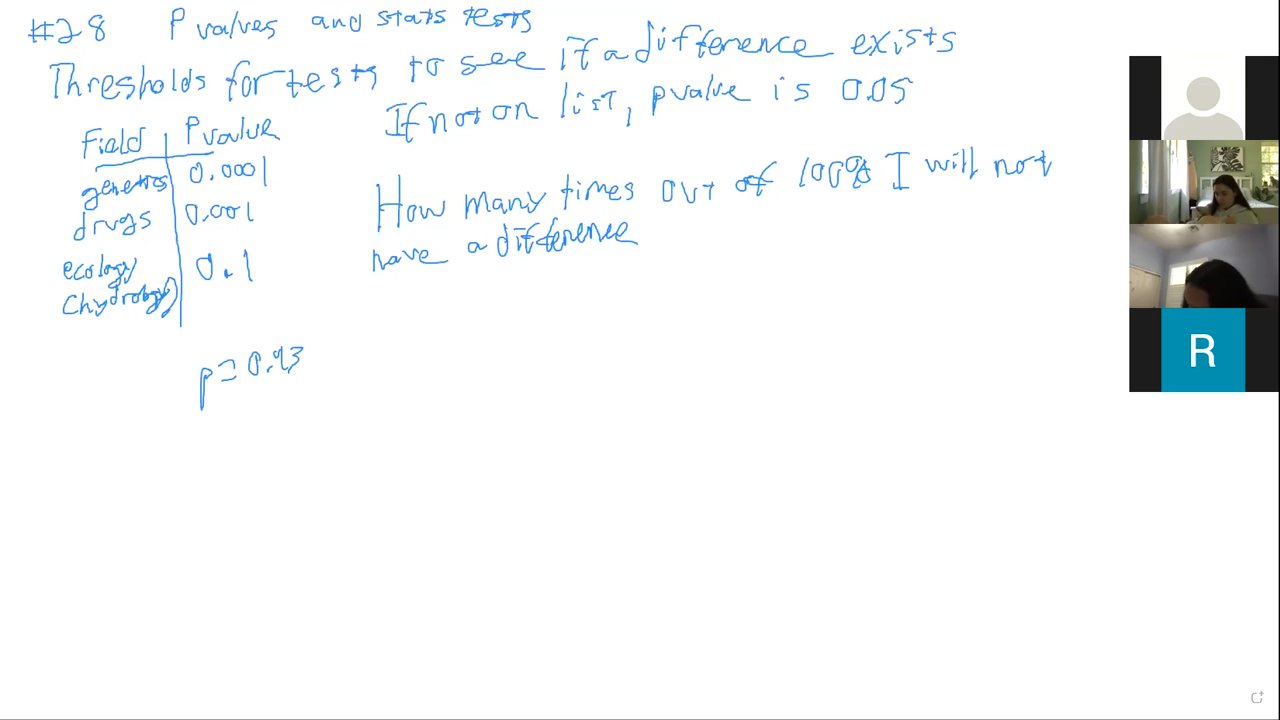 #28 P values and stats tests
Thresholds for tests to see if a difference exists
If not on list, pvalue is 0.05
Field Pvalue
genetics 0.0001
drugs 0.001
ecology 0.1
(hydrology)
How many times out of 100% I will not
have a difference
p=0.93
R